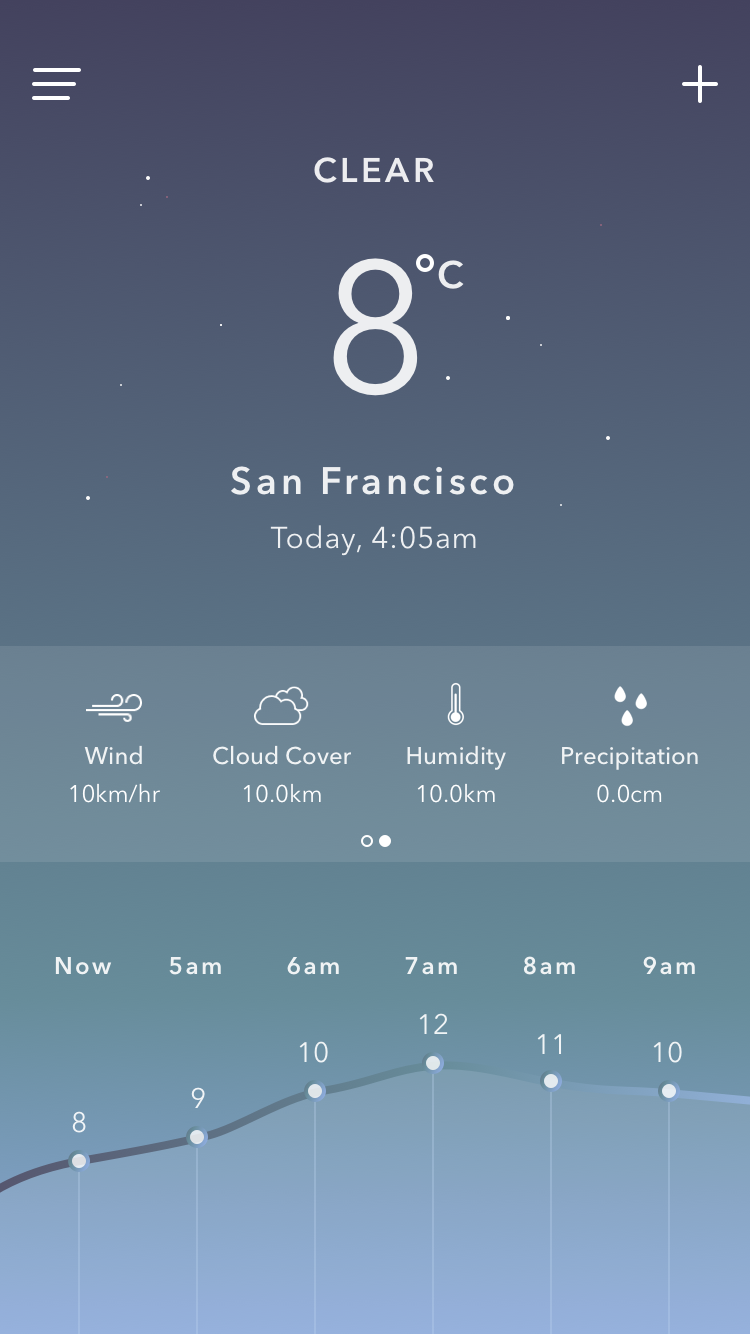 CLEAR
8°C
San Francisco
Today, 4:05am
Wind Cloud Cover Humidity Precipitation
10km/hr 10.0km 10.0km 0.0cm
Now 5am 6am 7am 8am 9am
8 9 10 12 11 10